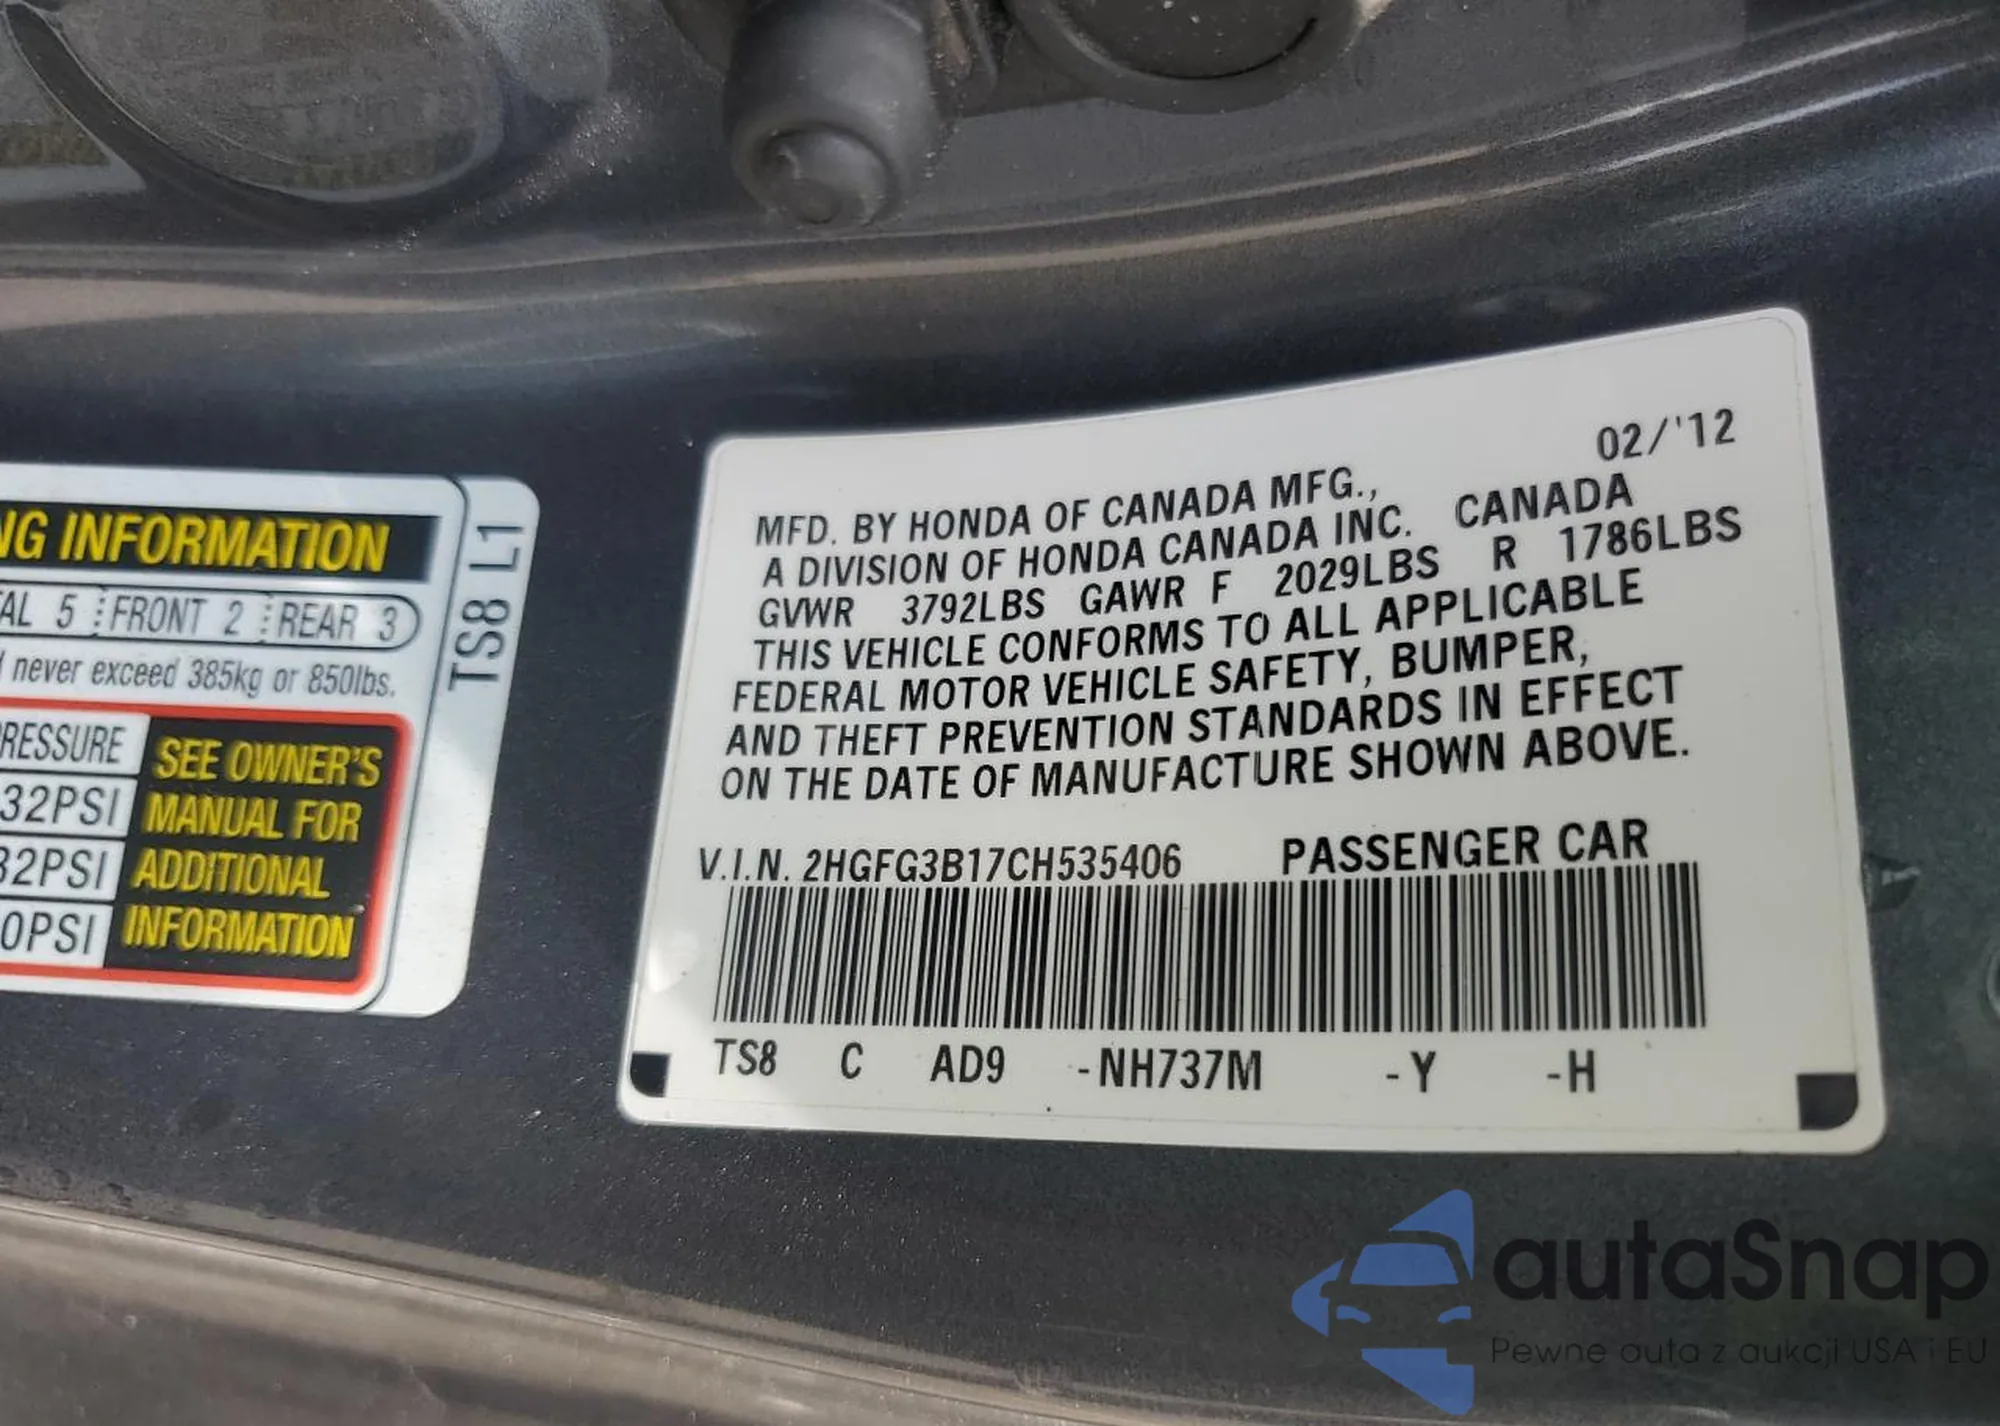 NG INFORMATION
TAL 5 FRONT 2 REAR 3
never exceed 385kg or 850lbs.
PRESSURE
32PSI
32PSI
0PSI
SEE OWNER'S
MANUAL FOR
ADDITIONAL
INFORMATION
TS8 L1
02/'12
MFD. BY HONDA OF CANADA MFG.,
A DIVISION OF HONDA CANADA INC. CANADA
GVWR 3792LBS GAWR F 2029LBS R 1786LBS
THIS VEHICLE CONFORMS TO ALL APPLICABLE
FEDERAL MOTOR VEHICLE SAFETY, BUMPER,
AND THEFT PREVENTION STANDARDS IN EFFECT
ON THE DATE OF MANUFACTURE SHOWN ABOVE.
V.I.N. 2HGFG3B17CH535406 PASSENGER CAR
TS8 C AD9 -NH737M -Y -H
autaSnap
Pewne auta z aukcji USA i EU